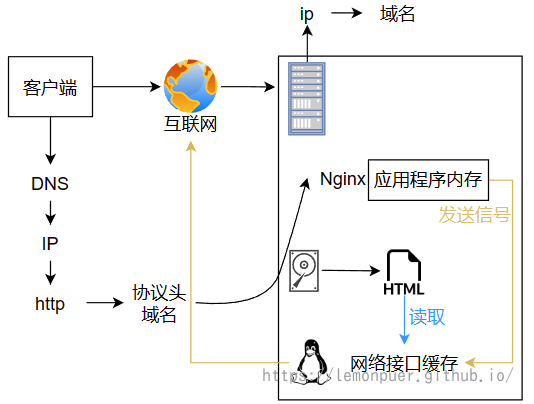 ip
域名
客户端
互联网
DNS
Nginx
应用程序内存
发送信号
IP
HTML
http
协议头
域名
读取
网络接口缓存
https://lemonpuer.github.io/